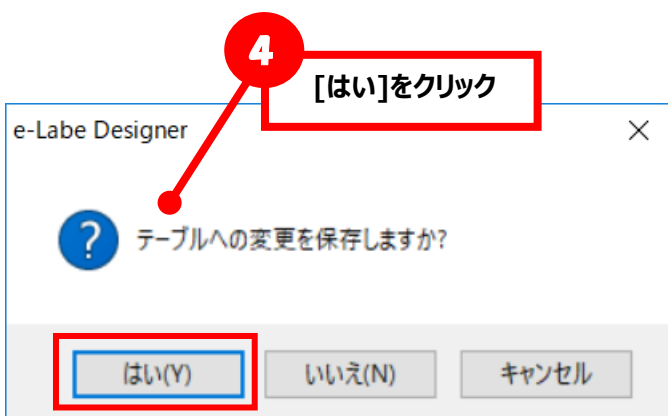 4
[はい]をクリック
e-Labe Designer
テーブルへの変更を保存しますか?
はい(Y)
いいえ(N)
キャンセル